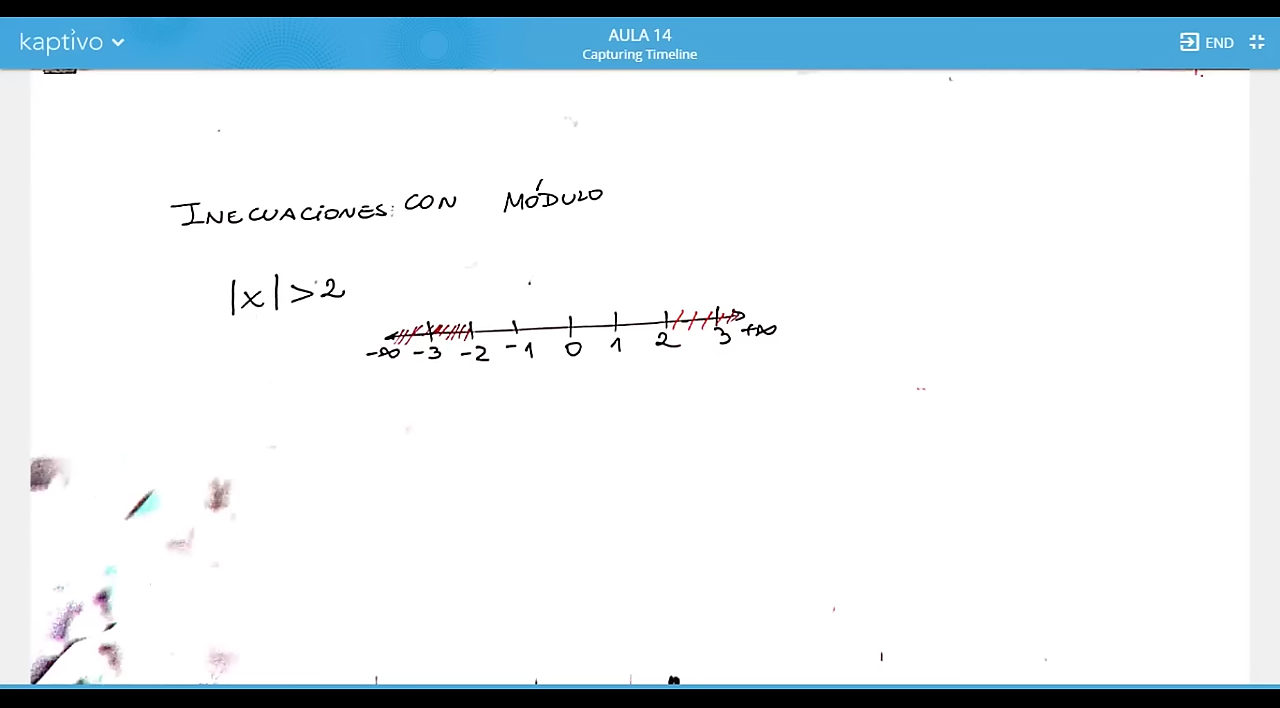 kaptivo
AULA 14
Capturing Timeline
END
INECUACIONES CON MÓDULO
|x| > 2
-∞ -3 -2 -1 0 1 2 3 +∞